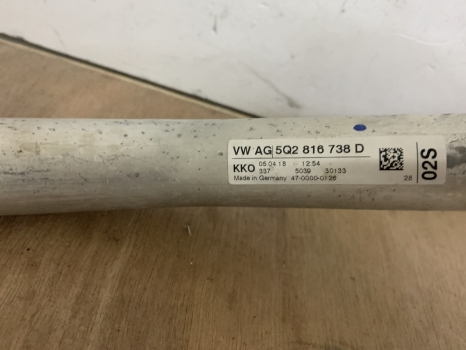 VW AG 5Q2 816 738 D
KKO 05.04.18 12:54
337 5039 30133
Made in Germany 47-0000-0126
28
02S